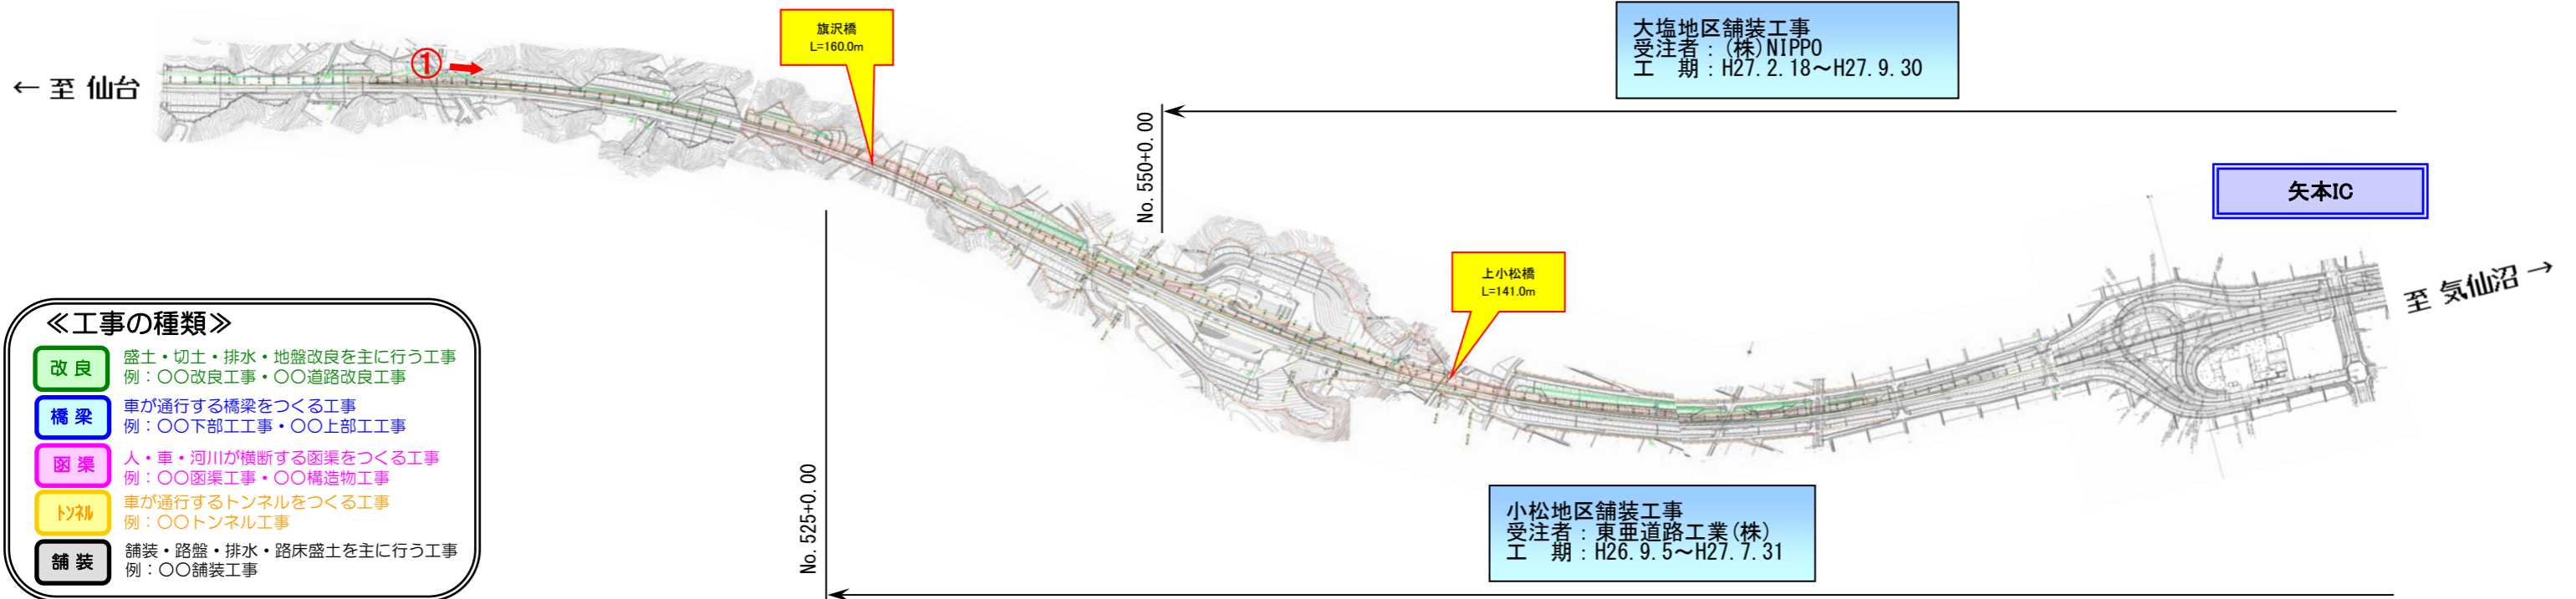 ← 至 仙台
①
旗沢橋
L=160.0m
大塩地区舗装工事
受注者：(株)NIPPO
工　期：H27.2.18～H27.9.30
No. 550+0.00
矢本IC
上小松橋
L=141.0m
至 気仙沼 →
No. 525+0.00
小松地区舗装工事
受注者：東亜道路工業(株)
工　期：H26.9.5～H27.7.31
≪工事の種類≫
改良
盛土・切土・排水・地盤改良を主に行う工事
例：〇〇改良工事・〇〇道路改良工事
橋梁
車が通行する橋梁をつくる工事
例：〇〇下部工工事・〇〇上部工工事
函渠
人・車・河川が横断する函渠をつくる工事
例：〇〇函渠工事・〇〇構造物工事
トンネル
車が通行するトンネルをつくる工事
例：〇〇トンネル工事
舗装
舗装・路盤・排水・路床盛土を主に行う工事
例：〇〇舗装工事